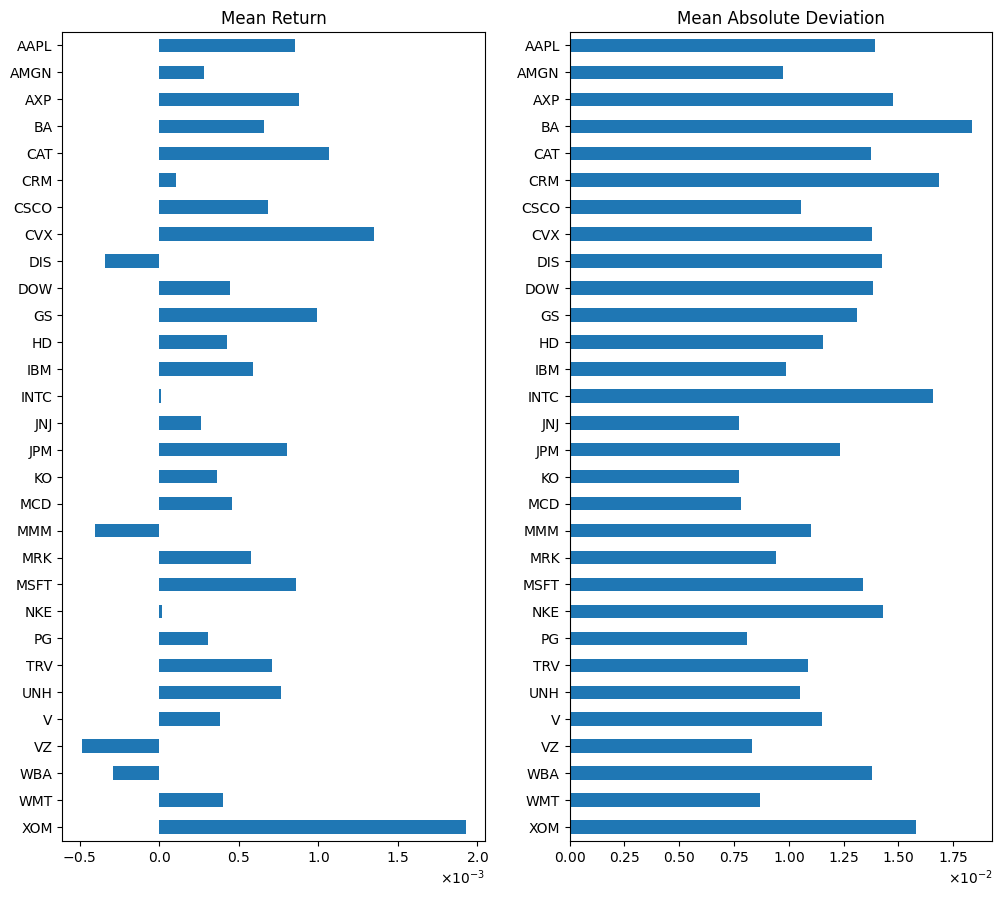 Mean Return
AAPL
AMGN
AXP
BA
CAT
CRM
CSCO
CVX
DIS
DOW
GS
HD
IBM
INTC
JNJ
JPM
KO
MCD
MMM
MRK
MSFT
NKE
PG
TRV
UNH
V
VZ
WBA
WMT
XOM
−0.5 0.0 0.5 1.0 1.5 2.0
×10⁻³
Mean Absolute Deviation
AAPL
AMGN
AXP
BA
CAT
CRM
CSCO
CVX
DIS
DOW
GS
HD
IBM
INTC
JNJ
JPM
KO
MCD
MMM
MRK
MSFT
NKE
PG
TRV
UNH
V
VZ
WBA
WMT
XOM
0.00 0.25 0.50 0.75 1.00 1.25 1.50 1.75
×10⁻²